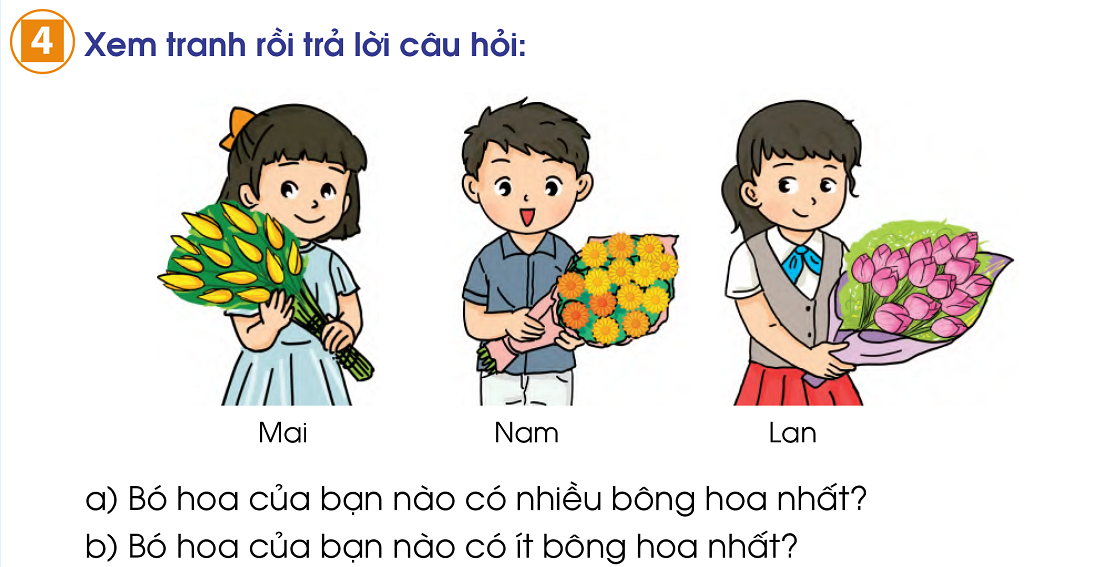 4 Xem tranh rồi trả lời câu hỏi:
Mai Nam Lan
a) Bó hoa của bạn nào có nhiều bông hoa nhất?
b) Bó hoa của bạn nào có ít bông hoa nhất?